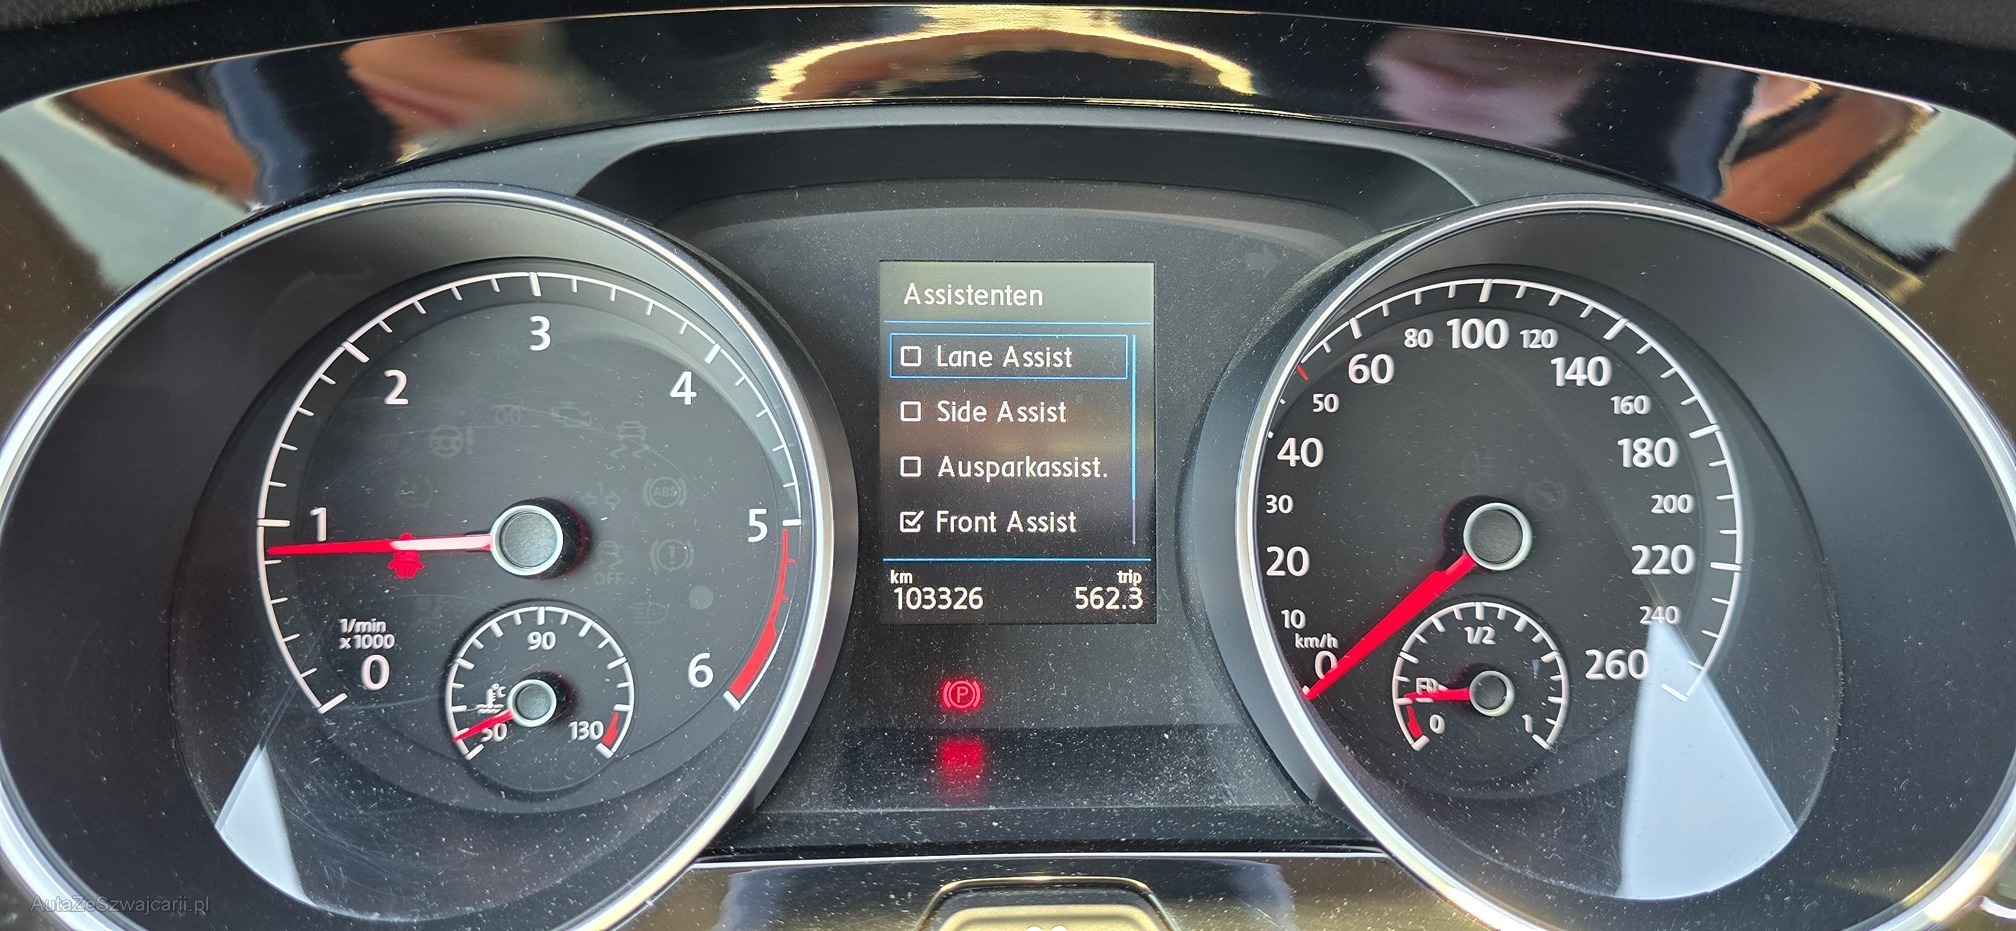 Assistenten
Lane Assist
Side Assist
Ausparkassist.
Front Assist
km
trip
103326
562.3
0
1
2
3
4
5
6
1/min
x1000
50
90
130
°C
ABS
OFF
P
0
10
20
30
40
50
60
80
100
120
140
160
180
200
220
240
260
km/h
0
1/2
1
AutaZeSzwajcarii.pl